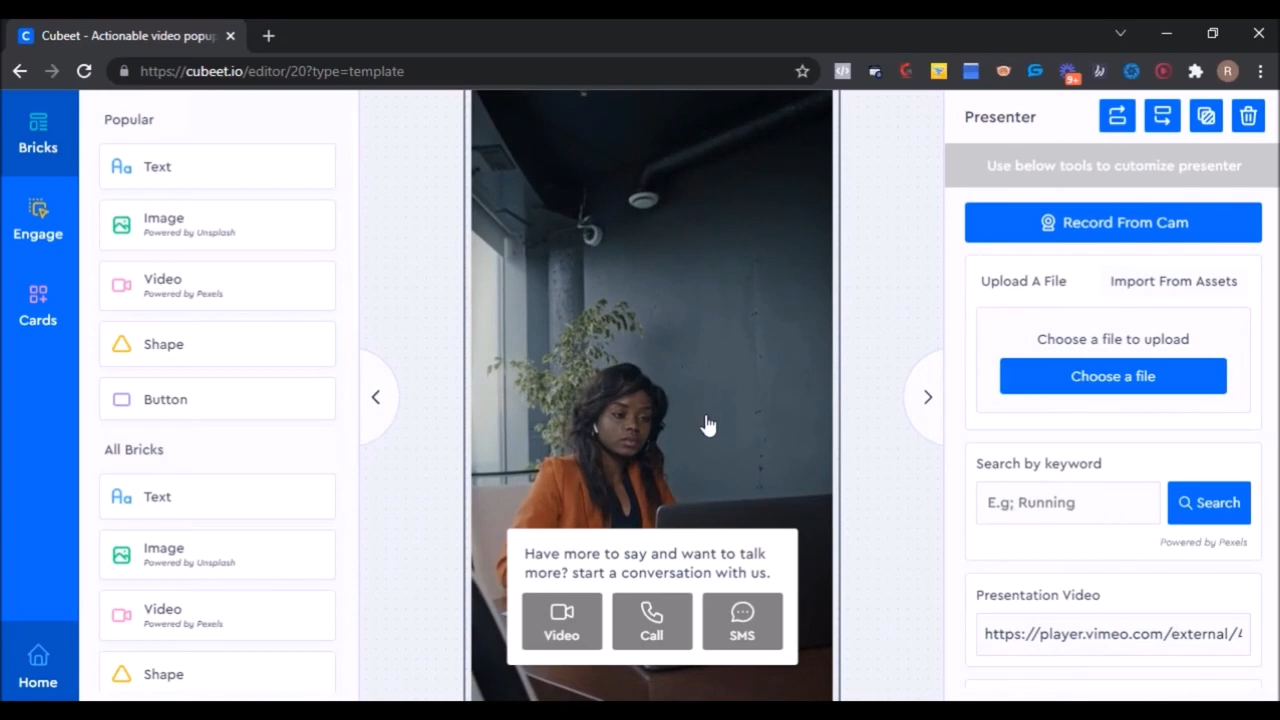 Cubeet - Actionable video popup
https://cubeet.io/editor/20?type=template
9+
R
Bricks
Engage
Cards
Home
Popular
Aa Text
Image
Powered by Unsplash
Video
Powered by Pexels
Shape
Button
All Bricks
Aa Text
Image
Powered by Unsplash
Video
Powered by Pexels
Shape
Have more to say and want to talk
more? start a conversation with us.
Video
Call
SMS
Presenter
Use below tools to cutomize presenter
Record From Cam
Upload A File
Import From Assets
Choose a file to upload
Choose a file
Search by keyword
E.g; Running
Search
Powered by Pexels
Presentation Video
https://player.vimeo.com/external/4